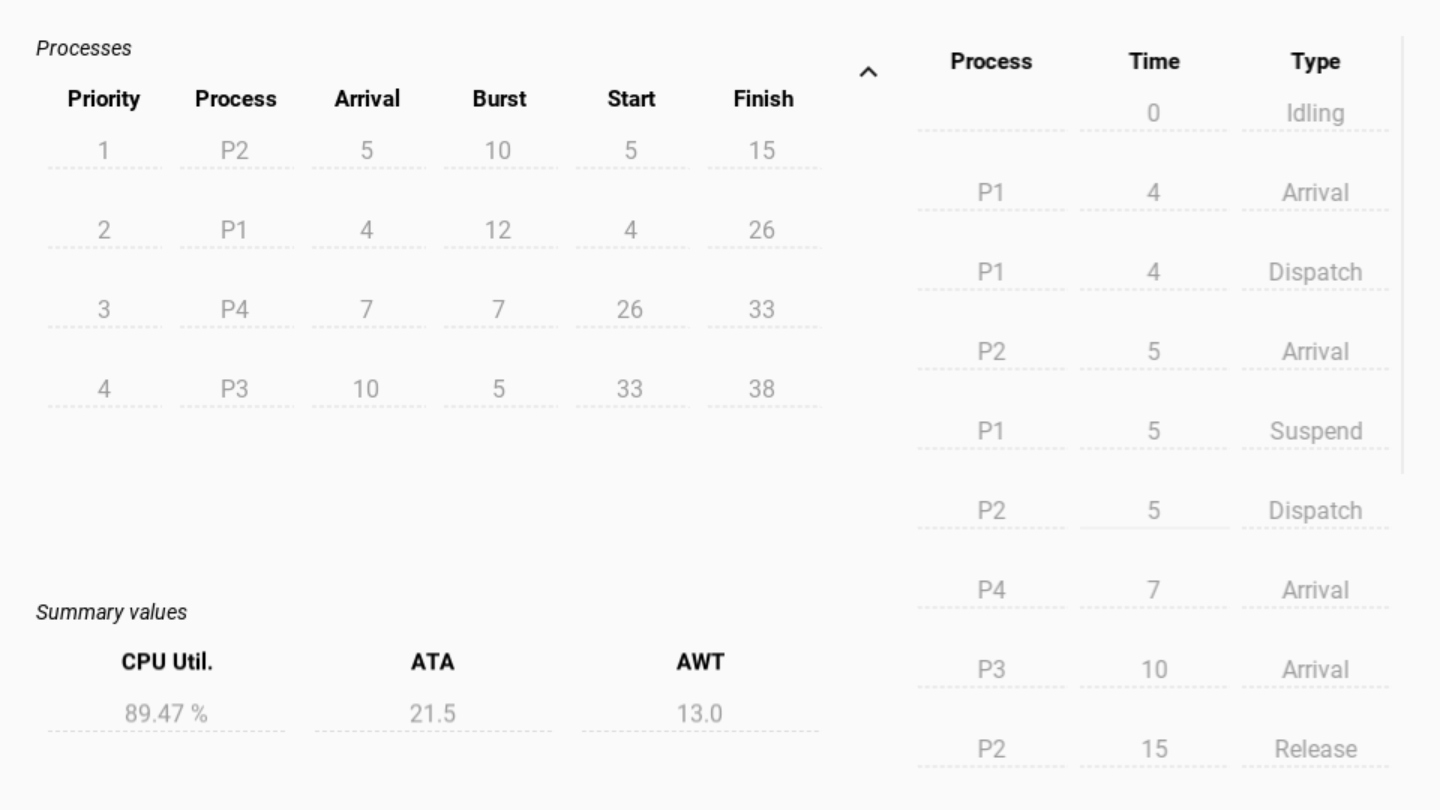 Processes
Priority Process Arrival Burst Start Finish
1 P2 5 10 5 15
2 P1 4 12 4 26
3 P4 7 7 26 33
4 P3 10 5 33 38
Summary values
CPU Util. ATA AWT
89.47 % 21.5 13.0
Process Time Type
0 Idling
P1 4 Arrival
P1 4 Dispatch
P2 5 Arrival
P1 5 Suspend
P2 5 Dispatch
P4 7 Arrival
P3 10 Arrival
P2 15 Release